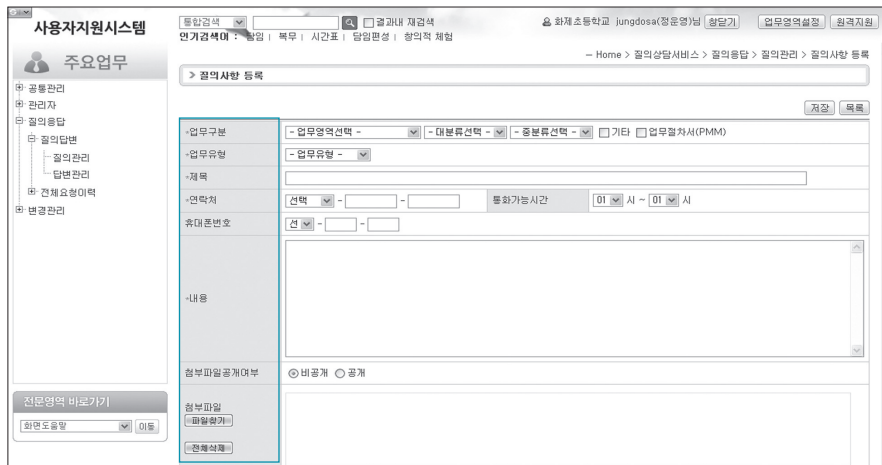 사용자지원시스템
통합검색 결과내 재검색
인기검색어 : 담임 | 복무 | 시간표 | 담임편성 | 창의적 체험
화제초등학교 jungdosa(정운영)님 창닫기 업무영역설정 원격지원
주요업무
공통관리
관리자
질의응답
질의답변
질의관리
답변관리
전체요청이력
변경관리
전문영역 바로가기
화면도움말 이동
– Home > 질의상담서비스 > 질의응답 > 질의관리 > 질의사항 등록
> 질의사항 등록
저장 목록
*업무구분 - 업무영역선택 - - 대분류선택 - - 중분류선택 - 기타 업무절차서(PMM)
*업무유형 - 업무유형 -
*제목
*연락처 선택 - - 통화가능시간 01 시 ~ 01 시
휴대폰번호 선 - -
*내용
첨부파일공개여부 비공개 공개
첨부파일
파일찾기
전체삭제